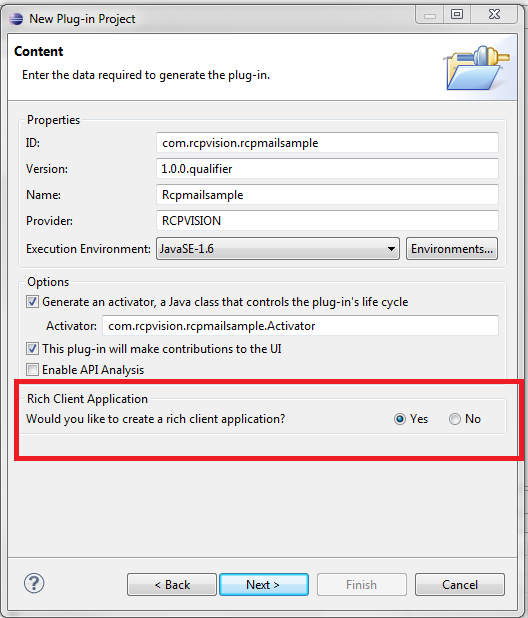 New Plug-in Project
Content
Enter the data required to generate the plug-in.
Properties
ID: com.rcpvision.rcpmailsample
Version: 1.0.0.qualifier
Name: Rcpmailsample
Provider: RCPVISION
Execution Environment: JavaSE-1.6 Environments...
Options
Generate an activator, a Java class that controls the plug-in's life cycle
Activator: com.rcpvision.rcpmailsample.Activator
This plug-in will make contributions to the UI
Enable API Analysis
Rich Client Application
Would you like to create a rich client application? Yes No
? < Back Next > Finish Cancel